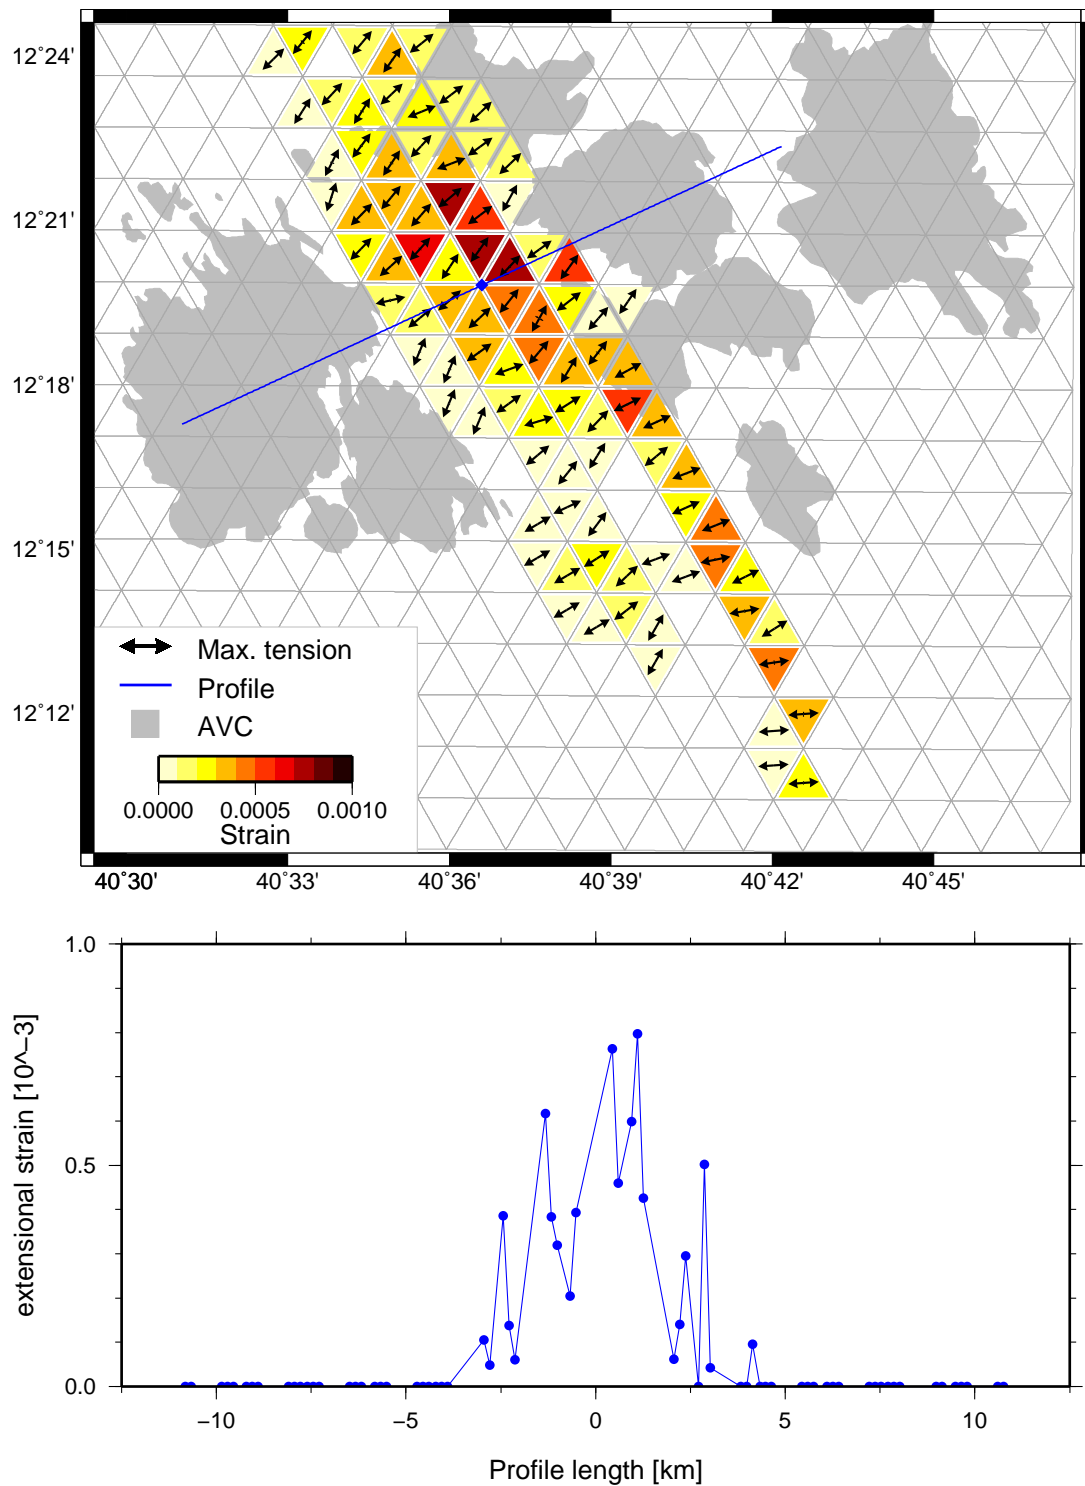 12°24'
12°21'
12°18'
12°15'
12°12'
Max. tension
Profile
AVC
0.0000 0.0005 0.0010
Strain
40°30' 40°33' 40°36' 40°39' 40°42' 40°45'
1.0
0.5
0.0
extensional strain [10^−3]
−10 −5 0 5 10
Profile length [km]